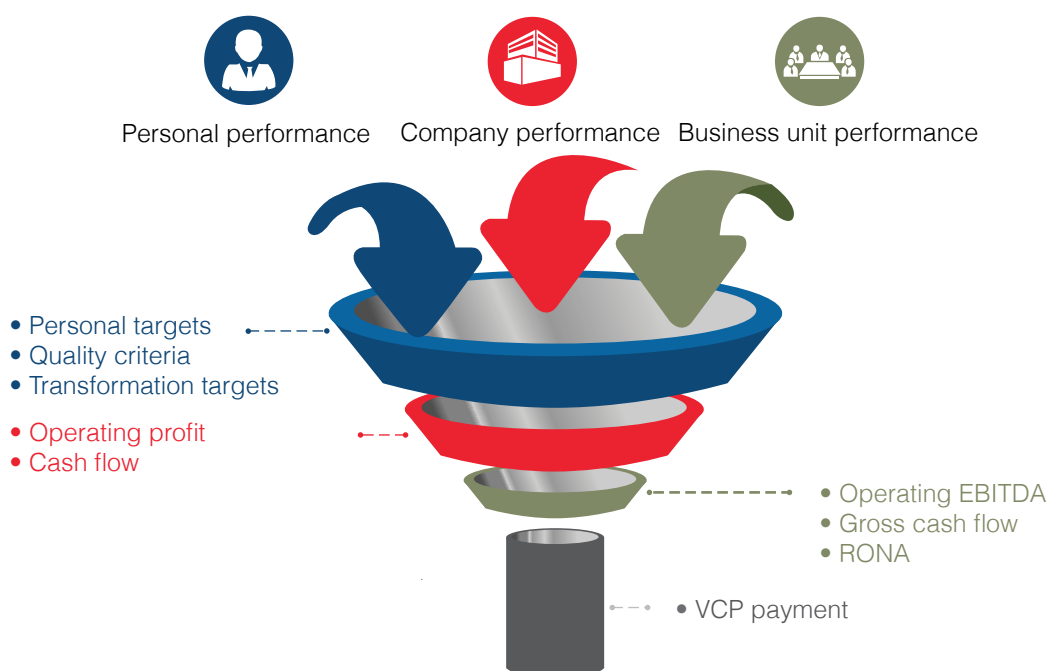 Personal performance
Company performance
Business unit performance
• Personal targets
• Quality criteria
• Transformation targets
• Operating profit
• Cash flow
• Operating EBITDA
• Gross cash flow
• RONA
• VCP payment